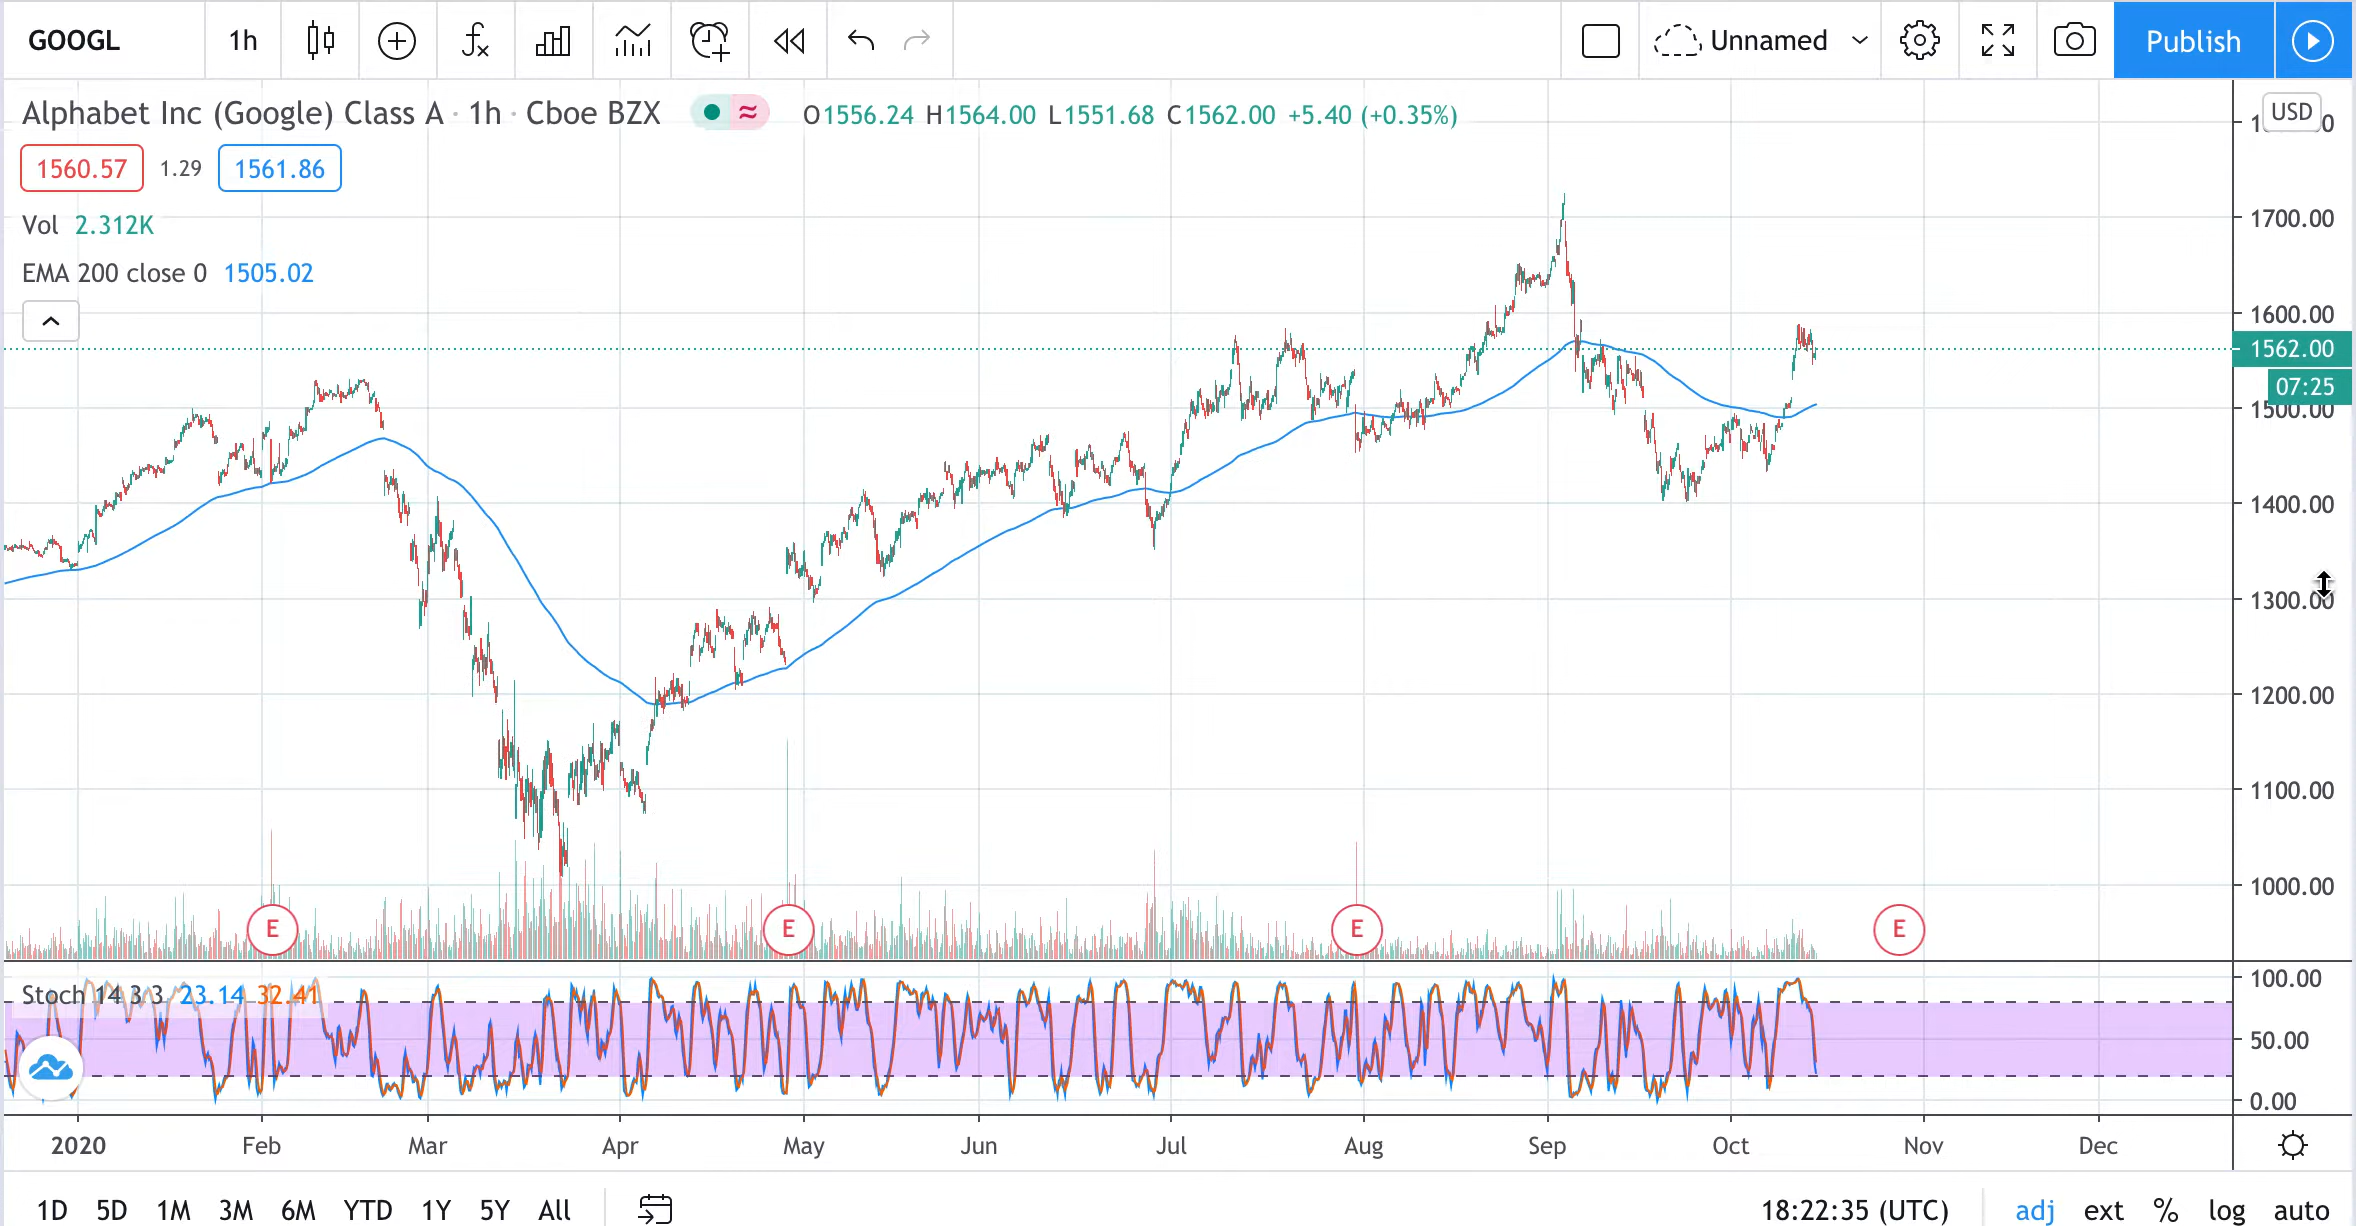 GOOGL 1h Unnamed Publish
Alphabet Inc (Google) Class A · 1h · Cboe BZX O1556.24 H1564.00 L1551.68 C1562.00 +5.40 (+0.35%) USD
1560.57 1.29 1561.86
Vol 2.312K
EMA 200 close 0 1505.02
1700.00
1600.00
1562.00
07:25
1500.00
1400.00
1300.00
1200.00
1100.00
1000.00
E E E E
Stoch 14 3 3 23.14 32.41
100.00
50.00
0.00
2020 Feb Mar Apr May Jun Jul Aug Sep Oct Nov Dec
1D 5D 1M 3M 6M YTD 1Y 5Y All 18:22:35 (UTC) adj ext % log auto